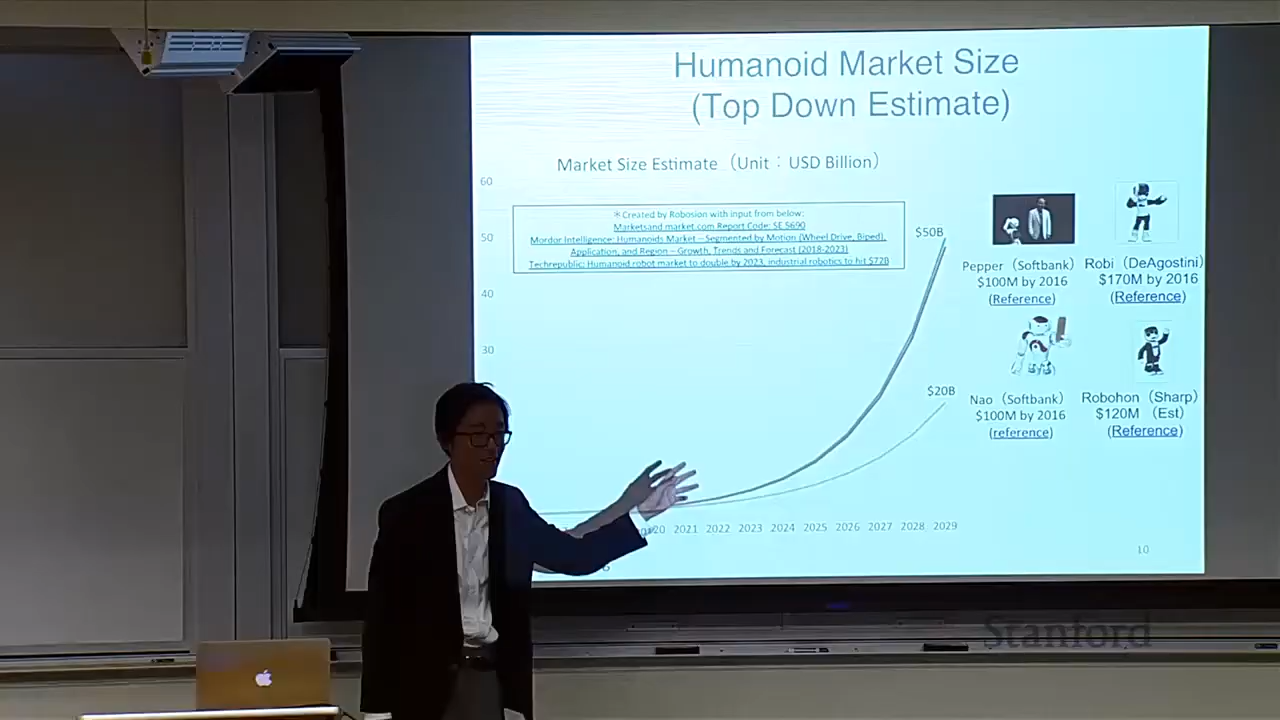 Humanoid Market Size
(Top Down Estimate)
Market Size Estimate（Unit：USD Billion）
60
50
40
30
＊Created by Robosion with input from below:
Marketsand market.com Report Code: SE 5690
Mordor Intelligence: Humanoids Market – Segmented by Motion (Wheel Drive, Biped),
Application, and Region – Growth, Trends and Forecast (2018-2023)
Techrepublic: Humanoid robot market to double by 2023, industrial robotics to hit $72B
$50B
$20B
Pepper（Softbank）
$100M by 2016
(Reference)
Robi（DeAgostini）
$170M by 2016
(Reference)
Nao（Softbank）
$100M by 2016
(reference)
Robohon（Sharp）
$120M （Est）
(Reference)
2021 2022 2023 2024 2025 2026 2027 2028 2029
10
Stanford